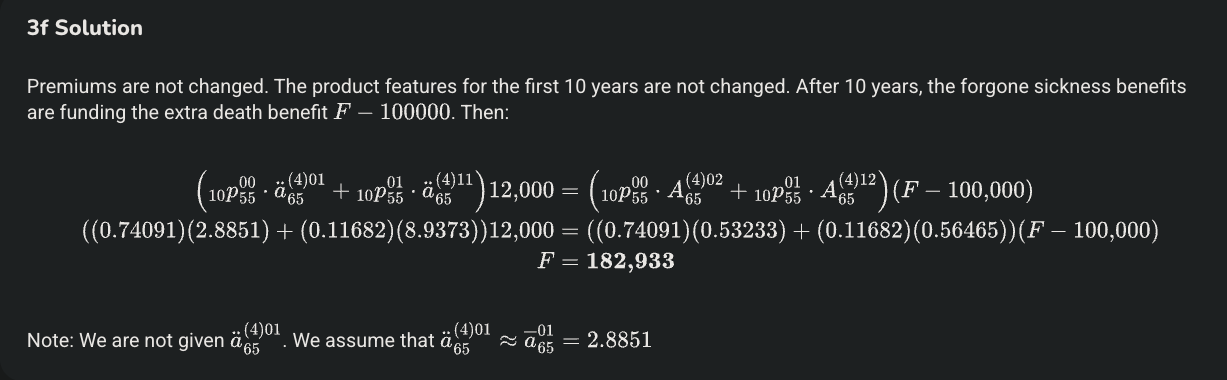 3f Solution
Premiums are not changed. The product features for the first 10 years are not changed. After 10 years, the forgone sickness benefits
are funding the extra death benefit F − 100000. Then:
(₁₀p₅₅⁰⁰ · ä₆₅⁽⁴⁾⁰¹ + ₁₀p₅₅⁰¹ · ä₆₅⁽⁴⁾¹¹)12,000 = (₁₀p₅₅⁰⁰ · A₆₅⁽⁴⁾⁰² + ₁₀p₅₅⁰¹ · A₆₅⁽⁴⁾¹²)(F − 100,000)
((0.74091)(2.8851) + (0.11682)(8.9373))12,000 = ((0.74091)(0.53233) + (0.11682)(0.56465))(F − 100,000)
F = 182,933
Note: We are not given ä₆₅⁽⁴⁾⁰¹. We assume that ä₆₅⁽⁴⁾⁰¹ ≈ a̅₆₅⁰¹ = 2.8851